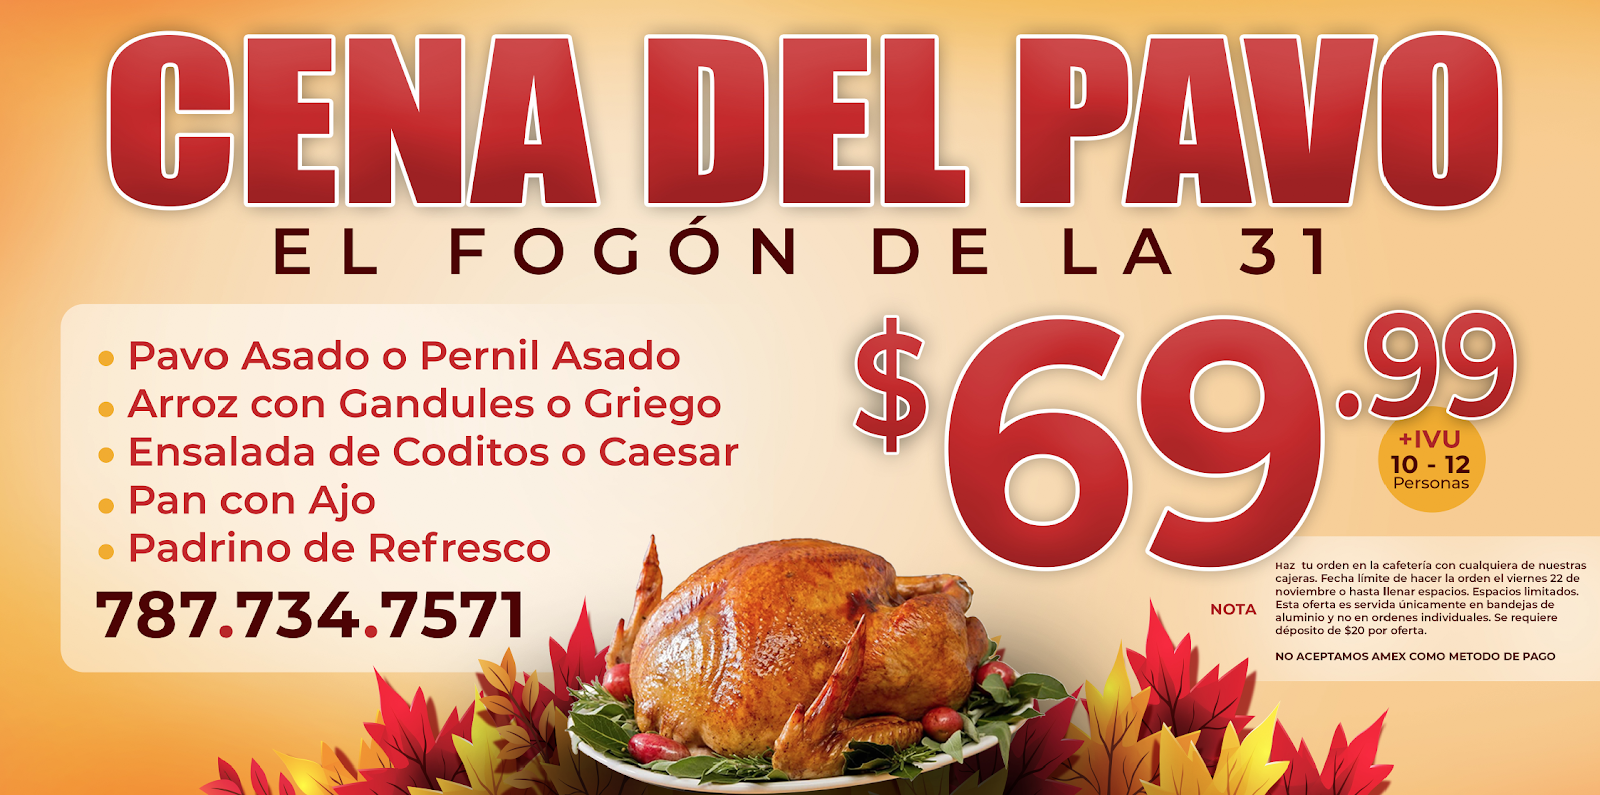 CENA DEL PAVO
EL FOGÓN DE LA 31
Pavo Asado o Pernil Asado
Arroz con Gandules o Griego
Ensalada de Coditos o Caesar
Pan con Ajo
Padrino de Refresco
787.734.7571
$69.99
+IVU
10 - 12
Personas
NOTA
Haz tu orden en la cafetería con cualquiera de nuestras
cajeras. Fecha límite de hacer la orden el viernes 22 de
noviembre o hasta llenar espacios. Espacios limitados.
Esta oferta es servida únicamente en bandejas de
aluminio y no en ordenes individuales. Se requiere
déposito de $20 por oferta.
NO ACEPTAMOS AMEX COMO METODO DE PAGO